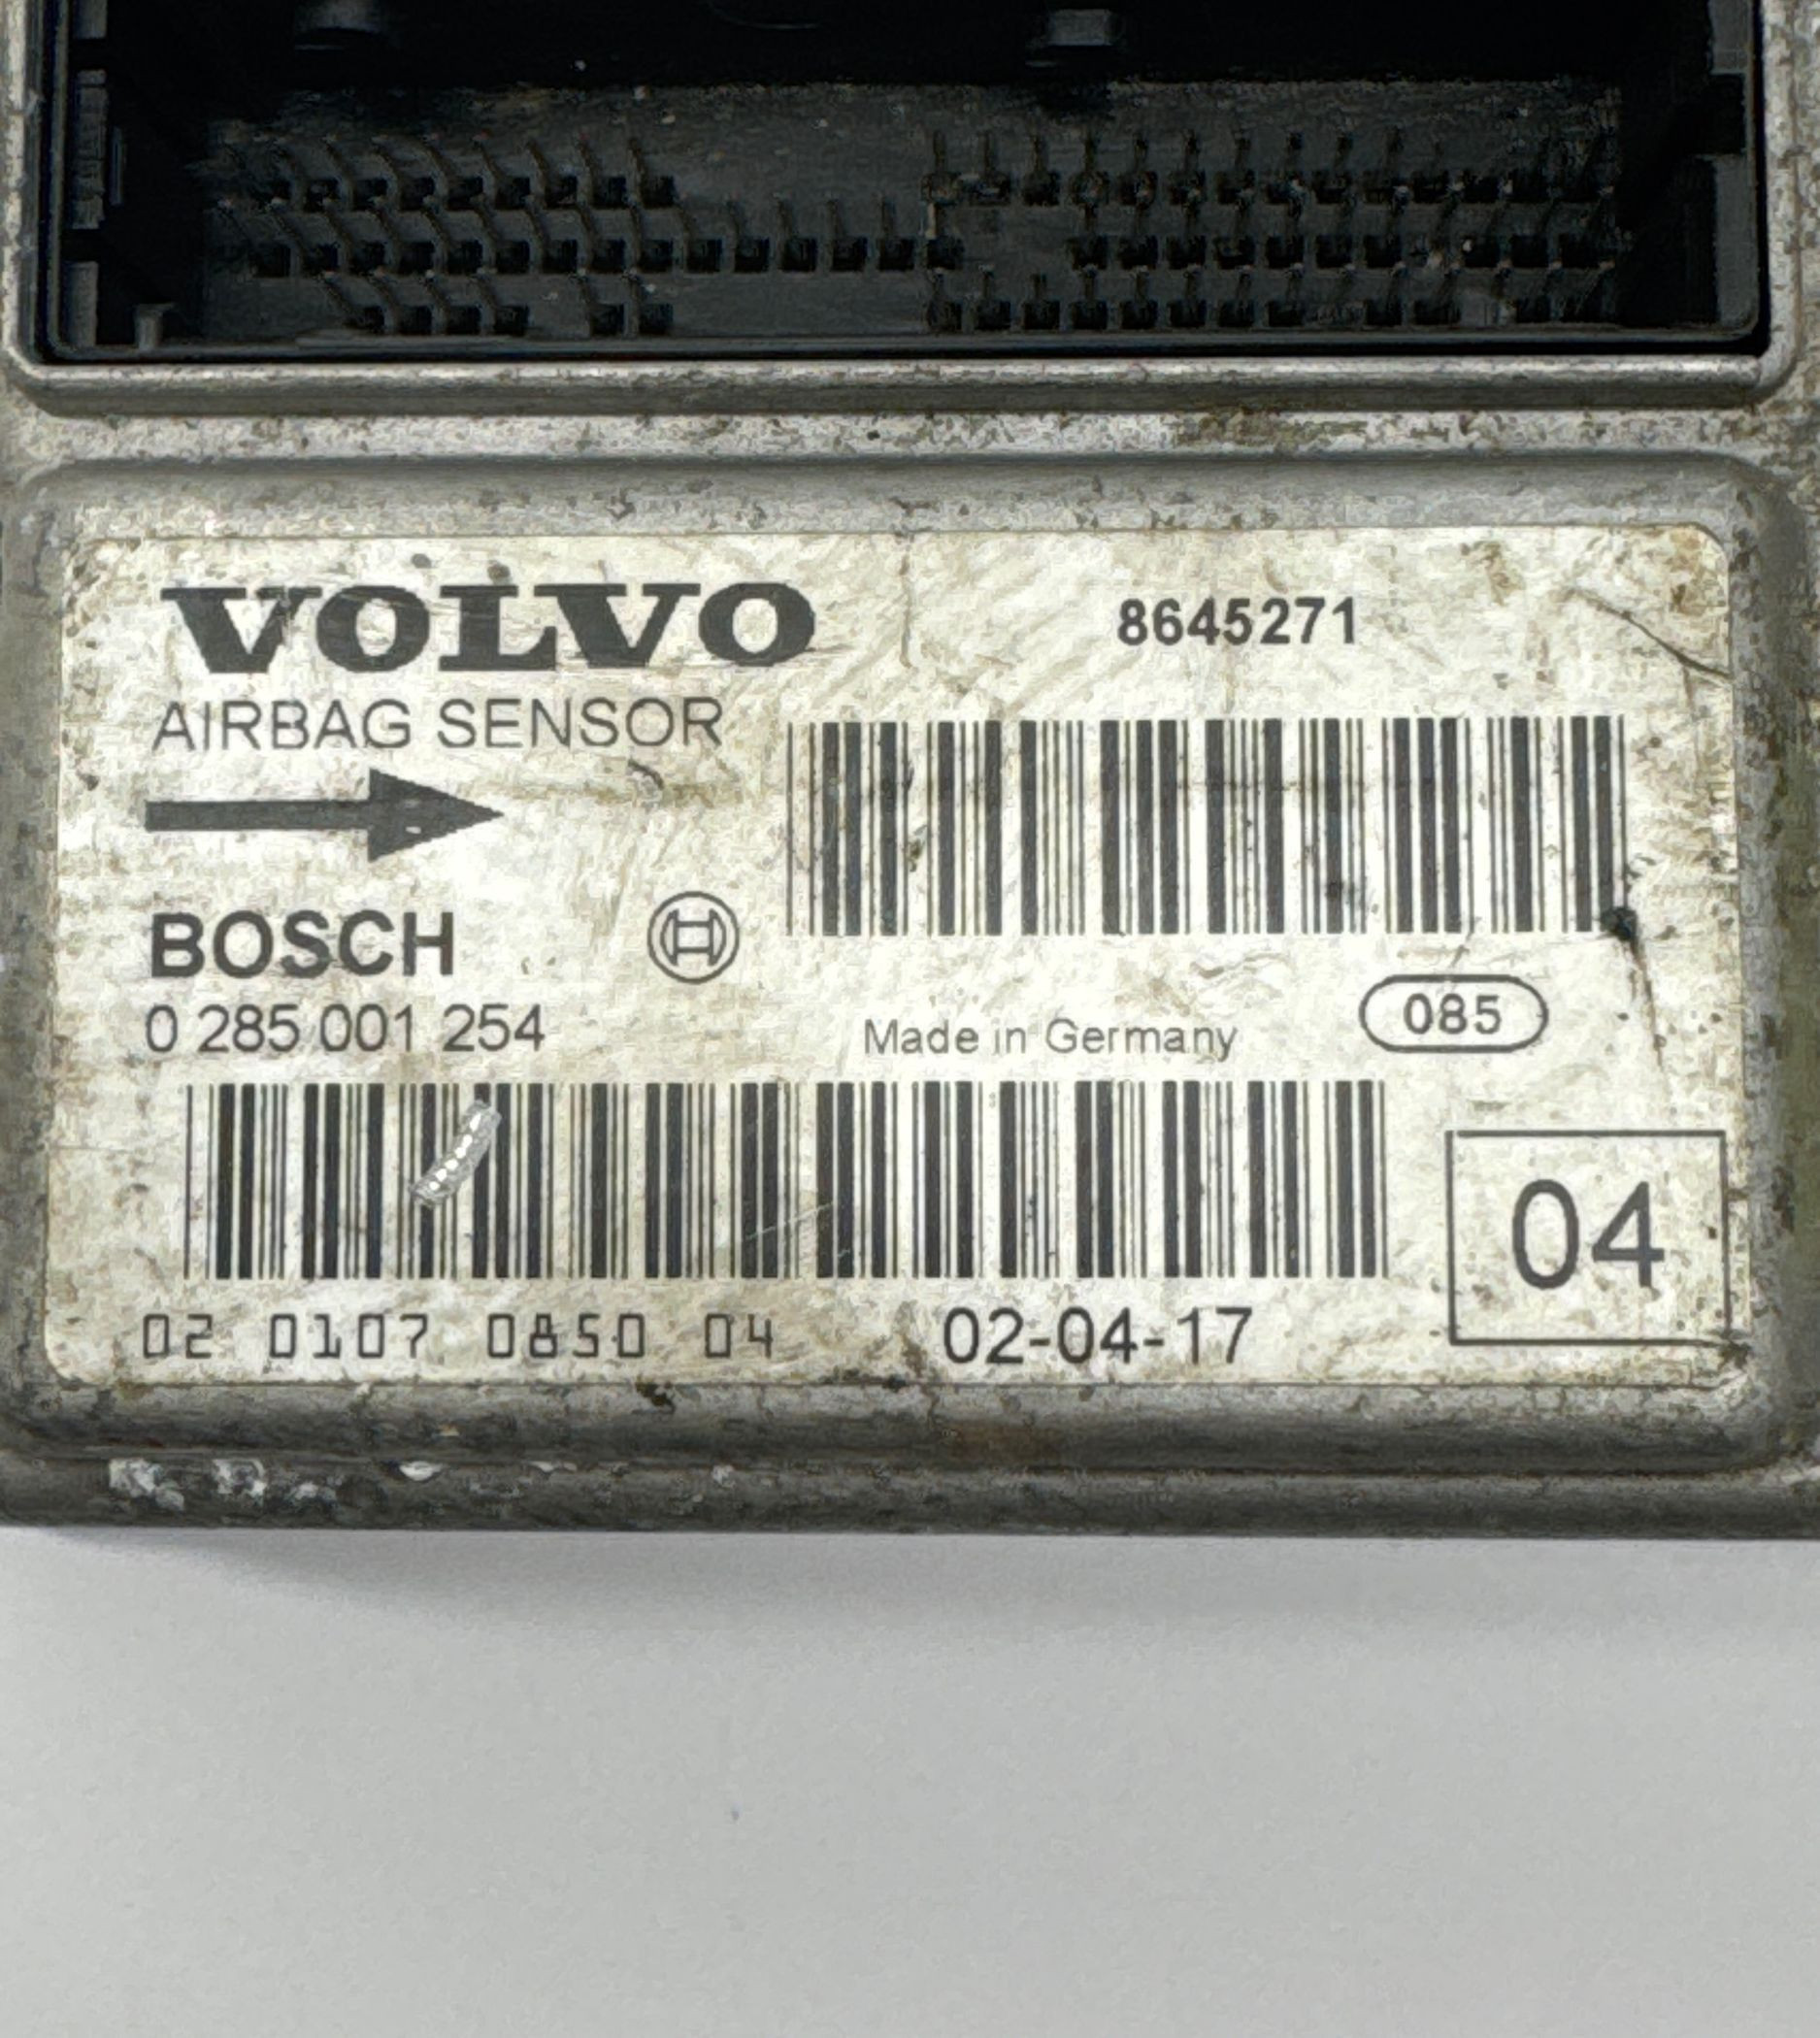 VOLVO 8645271
AIRBAG SENSOR
BOSCH
0 285 001 254 Made in Germany 085
04
02 0107 0850 04 02-04-17